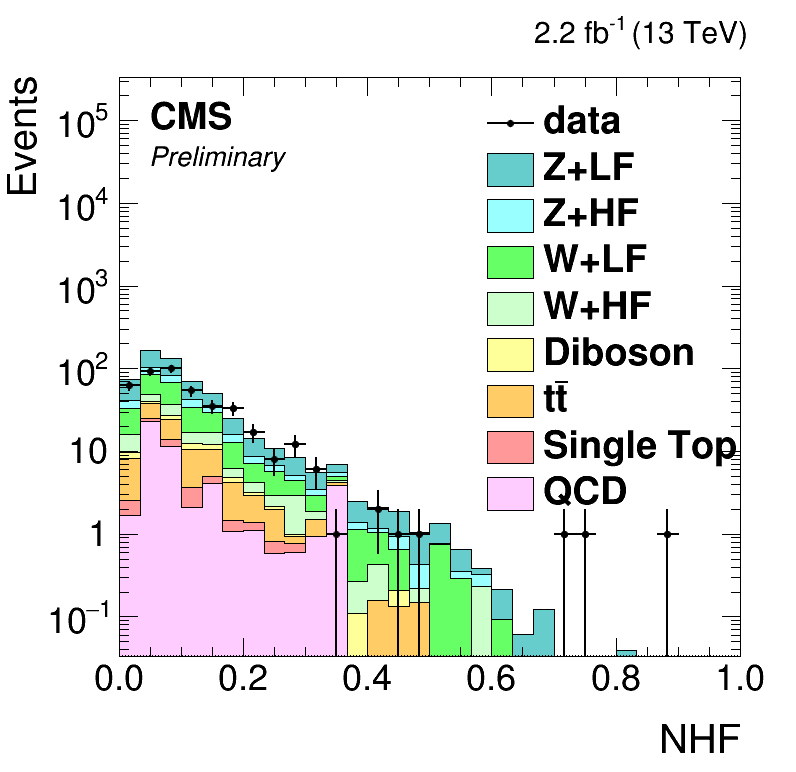 2.2 fb-1 (13 TeV)
Events
CMS
Preliminary
data
Z+LF
Z+HF
W+LF
W+HF
Diboson
tt̄
Single Top
QCD
10^5
10^4
10^3
10^2
10
1
10^−1
0.0 0.2 0.4 0.6 0.8 1.0
NHF